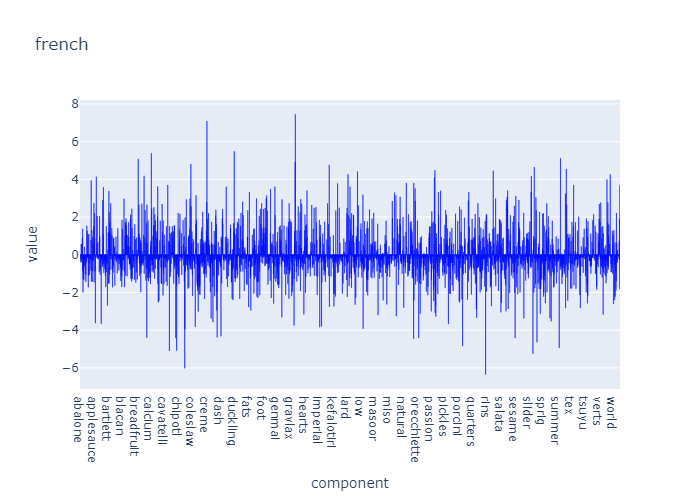 french
8
6
4
2
0
−2
−4
−6
value
abalone
applesauce
bartlett
blacan
breadfruit
calcium
cavatelli
chipotl
coleslaw
creme
dash
duckling
fats
foot
genmai
gravlax
hearts
imperial
kefalotiri
lard
low
masoor
miso
natural
orecchiette
passion
pickles
porcini
quarters
rins
salata
sesame
slider
sprig
summer
tex
tsuyu
verts
world
component